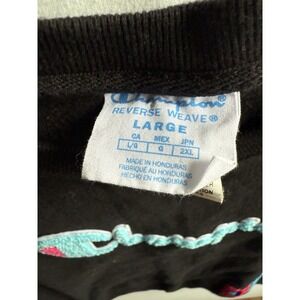 Champion
REVERSE WEAVE®
LARGE
CA MEX JPN
L/G G 2XL
MADE IN HONDURAS
FABRIQUÉ AU HONDURAS
HECHO EN HONDURAS